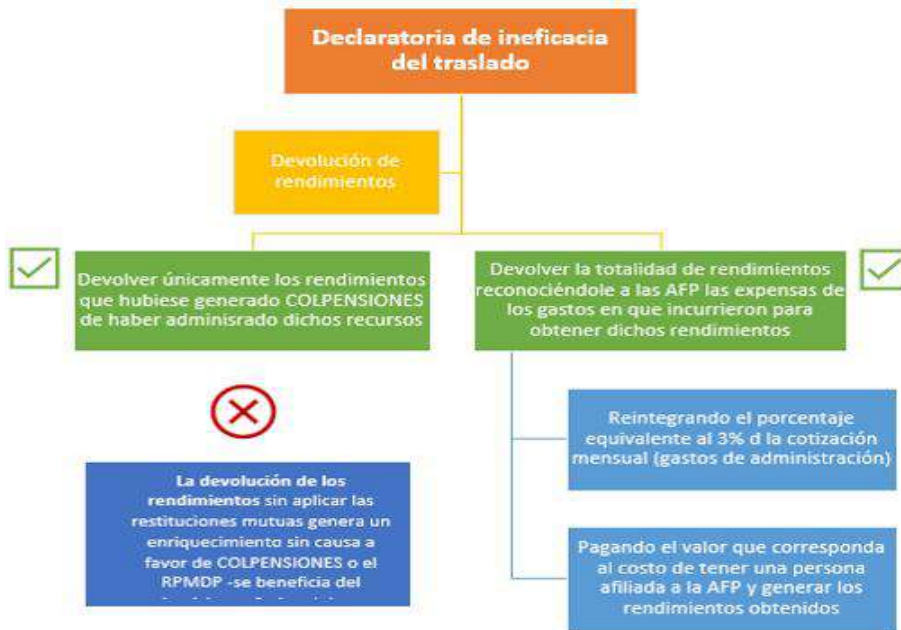 Declaratoria de ineficacia
del traslado
Devolución de
rendimientos
Devolver únicamente los rendimientos
que hubiese generado COLPENSIONES
de haber adminisrado dichos recursos
Devolver la totalidad de rendimientos
reconociéndole a las AFP las expensas de
los gastos en que incurrieron para
obtener dichos rendimientos
Reintegrando el porcentaje
equivalente al 3% d la cotización
mensual (gastos de administración)
La devolución de los
rendimientos sin aplicar las
restituciones mutuas genera un
enriquecimiento sin causa a
favor de COLPENSIONES o el
RPMDP -se beneficia del
Pagando el valor que corresponda
al costo de tener una persona
afiliada a la AFP y generar los
rendimientos obtenidos